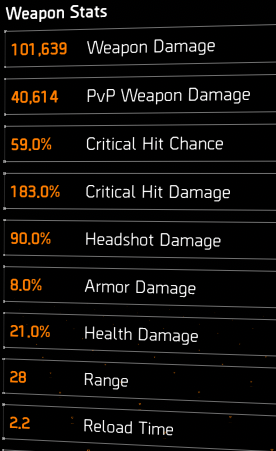 Weapon Stats
101,639 Weapon Damage
40,614 PvP Weapon Damage
59.0% Critical Hit Chance
183.0% Critical Hit Damage
90.0% Headshot Damage
8.0% Armor Damage
21.0% Health Damage
28 Range
2.2 Reload Time